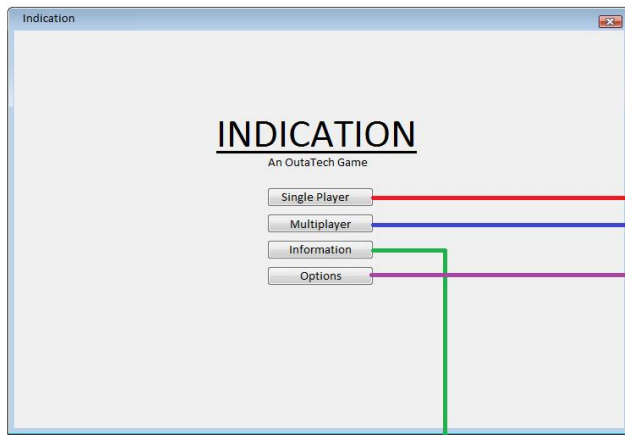 Indication
INDICATION
An OutaTech Game
Single Player
Multiplayer
Information
Options